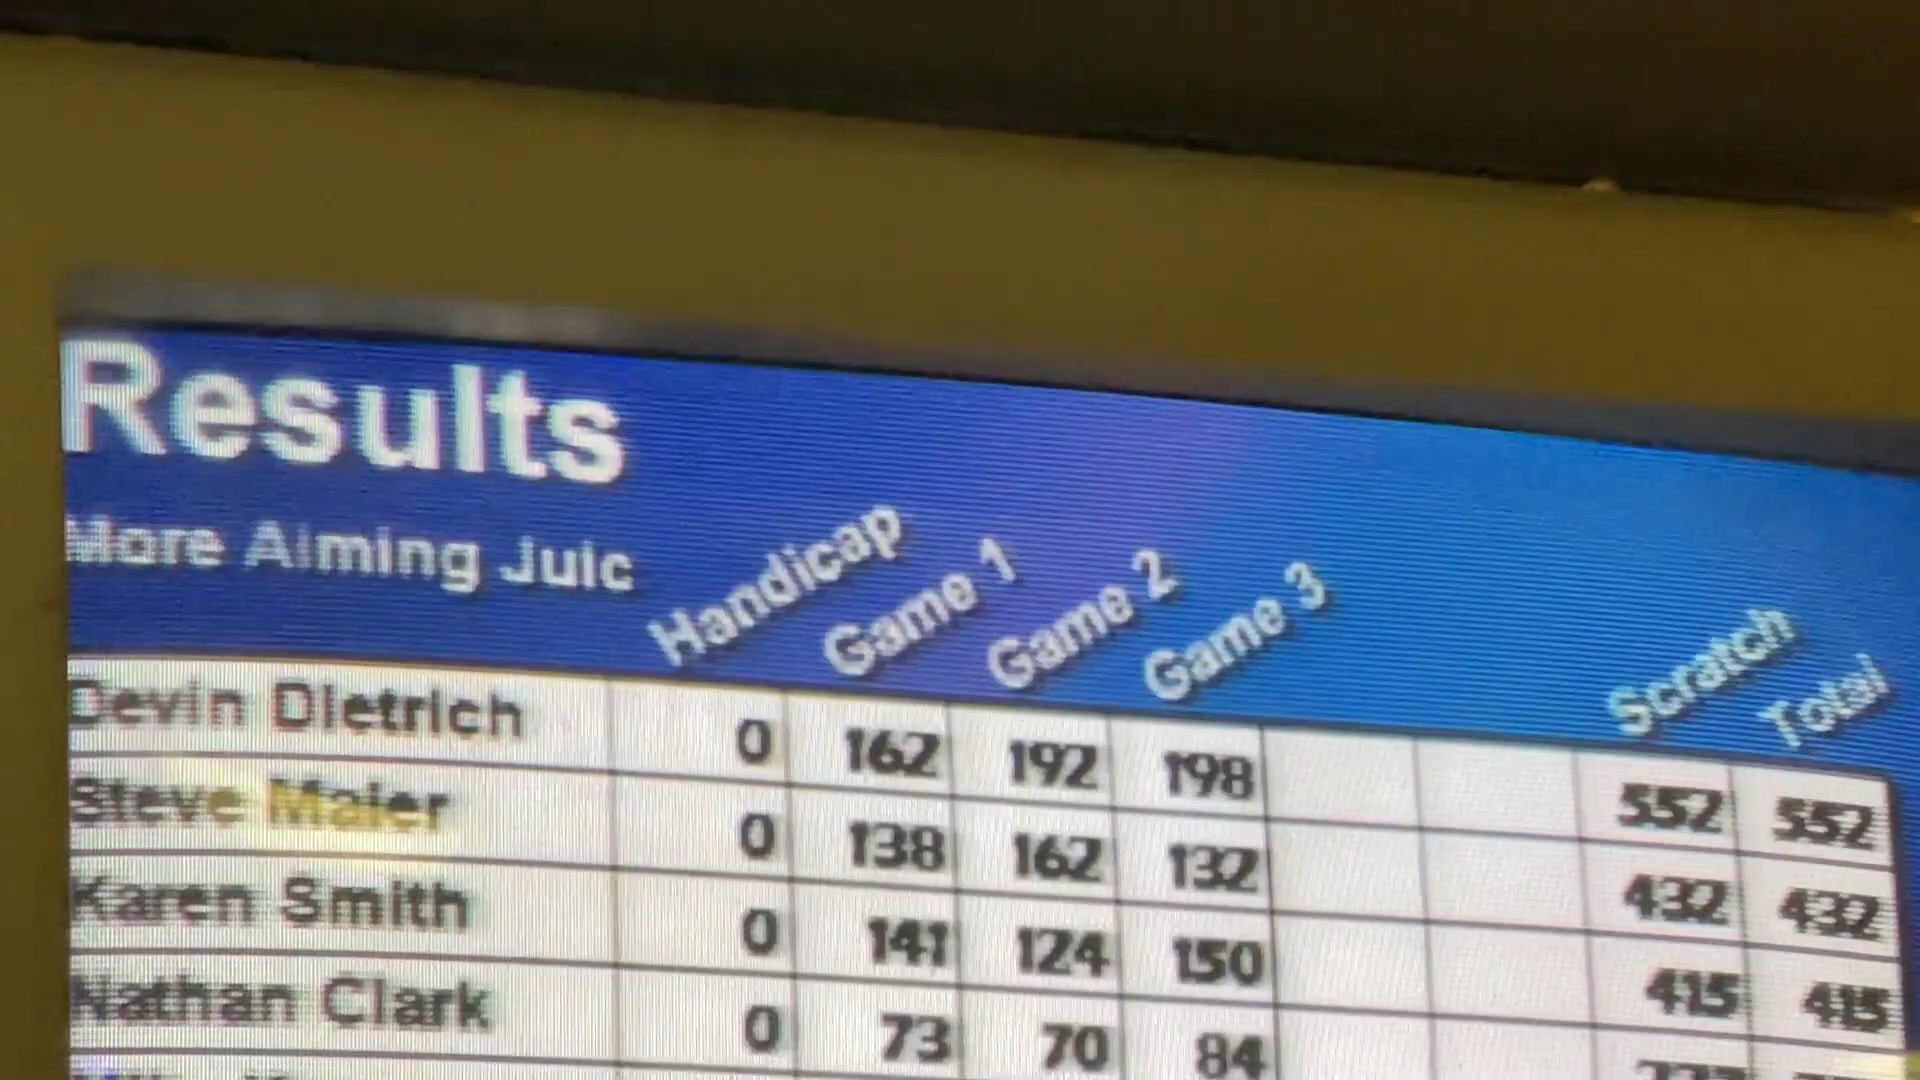 Results
More Aiming Juic
Handicap Game 1 Game 2 Game 3 Scratch Total
Devin Dietrich 0 162 192 198 552 552
Steve Maier 0 138 162 132 432 432
Karen Smith 0 141 124 150 415 415
Nathan Clark 0 73 70 84